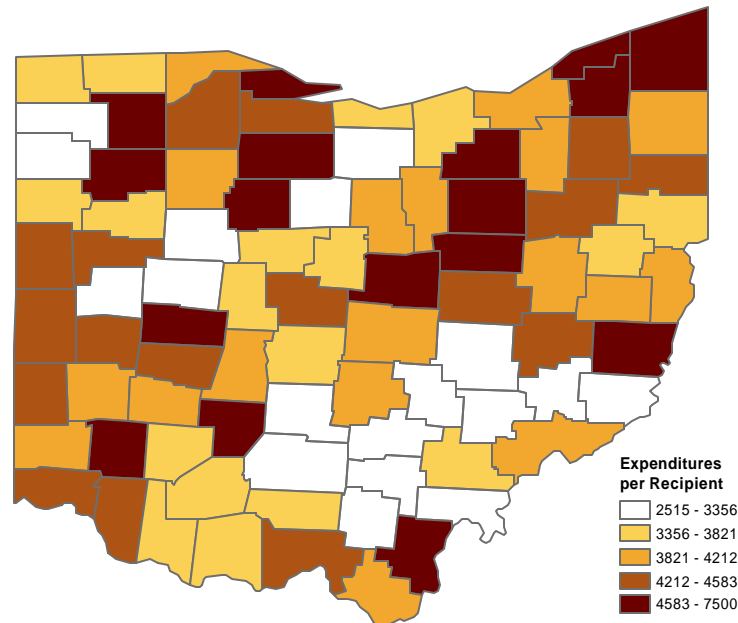 Expenditures
per Recipient
2515 - 3356
3356 - 3821
3821 - 4212
4212 - 4583
4583 - 7500